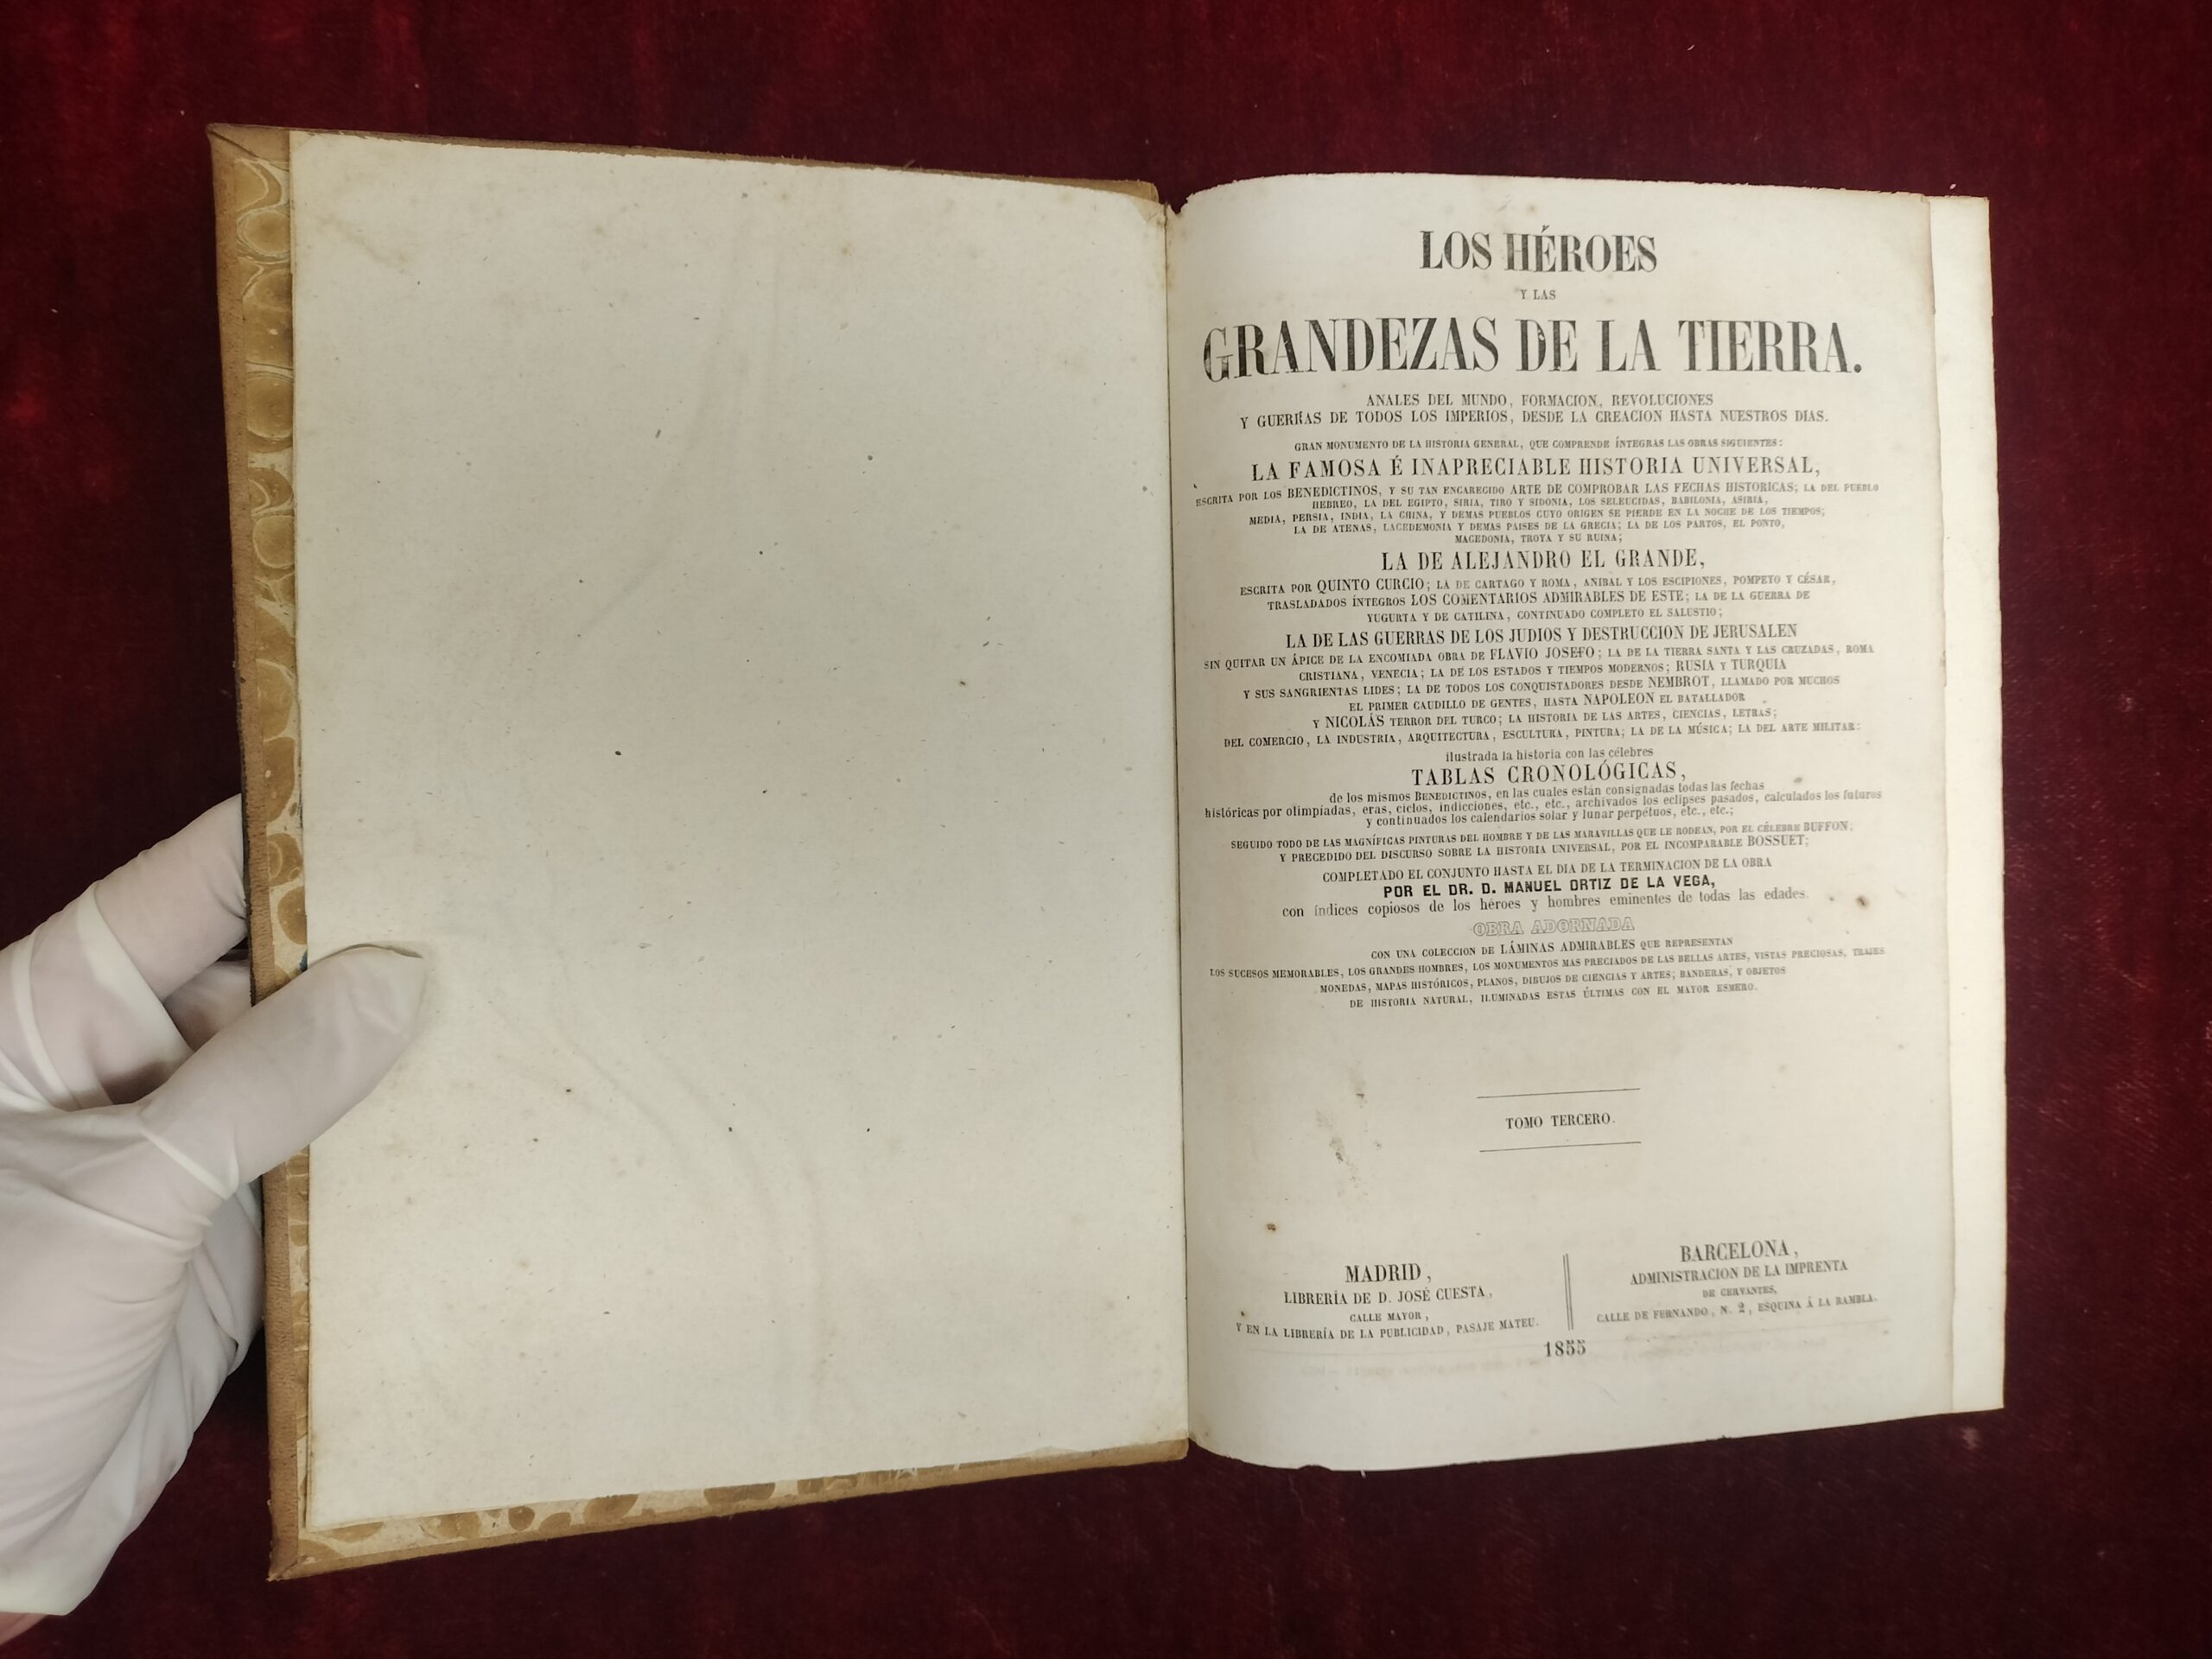 LOS HÉROES
Y LAS
GRANDEZAS DE LA TIERRA.
ANALES DEL MUNDO, FORMACION, REVOLUCIONES
Y GUERRAS DE TODOS LOS IMPERIOS, DESDE LA CREACION HASTA NUESTROS DIAS.
GRAN MONUMENTO DE LA HISTORIA GENERAL, QUE COMPRENDE ÍNTEGRAS LAS OBRAS SIGUIENTES:
LA FAMOSA É INAPRECIABLE HISTORIA UNIVERSAL,
ESCRITA POR LOS BENEDICTINOS, Y SU TAN ENCARECIDO ARTE DE COMPROBAR LAS FECHAS HISTORICAS; LA DEL PUEBLO
HEBREO, LA DEL EGIPTO, SIRIA, TIRO Y SIDONIA, LOS SELEUCIDAS, BABILONIA, ASIRIA,
MEDIA, PERSIA, INDIA, LA CHINA, Y DEMAS PUEBLOS CUYO ORIGEN SE PIERDE EN LA NOCHE DE LOS TIEMPOS;
LA DE ATENAS, LACEDEMONIA Y DEMAS PAISES DE LA GRECIA; LA DE LOS PARTOS, EL PONTO,
MACEDONIA, TROYA Y SU RUINA;
LA DE ALEJANDRO EL GRANDE,
ESCRITA POR QUINTO CURCIO; LA DE CARTAGO Y ROMA, ANIBAL Y LOS ESCIPIONES, POMPEYO Y CÉSAR,
TRASLADADOS ÍNTEGROS LOS COMENTARIOS ADMIRABLES DE ESTE; LA DE LA GUERRA DE
YUGURTA Y DE CATILINA, CONTINUADO COMPLETO EL SALUSTIO;
LA DE LAS GUERRAS DE LOS JUDIOS Y DESTRUCCION DE JERUSALEN
SIN QUITAR UN ÁPICE DE LA ENCOMIADA OBRA DE FLAVIO JOSEFO; LA DE LA TIERRA SANTA Y LAS CRUZADAS, ROMA
CRISTIANA, VENECIA; LA DE LOS ESTADOS Y TIEMPOS MODERNOS; RUSIA Y TURQUIA
Y SUS SANGRIENTAS LIDES; LA DE TODOS LOS CONQUISTADORES DESDE NEMBROT, LLAMADO POR MUCHOS
EL PRIMER CAUDILLO DE GENTES, HASTA NAPOLEON EL BATALLADOR
Y NICOLÁS TERROR DEL TURCO; LA HISTORIA DE LAS ARTES, CIENCIAS, LETRAS;
DEL COMERCIO, LA INDUSTRIA, ARQUITECTURA, ESCULTURA, PINTURA; LA DE LA MÚSICA; LA DEL ARTE MILITAR:
ilustrada la historia con las célebres
TABLAS CRONOLÓGICAS,
de los mismos BENEDICTINOS, en las cuales están consignadas todas las fechas
históricas por olimpíadas, eras, ciclos, indicciones, etc., etc., archivados los eclipses pasados, calculados los futuros
y continuados los calendarios solar y lunar perpetuos, etc., etc.;
SEGUIDO TODO DE LAS MAGNÍFICAS PINTURAS DEL HOMBRE Y DE LAS MARAVILLAS QUE LE RODEAN, POR EL CÉLEBRE BUFFON;
Y PRECEDIDO DEL DISCURSO SOBRE LA HISTORIA UNIVERSAL, POR EL INCOMPARABLE BOSSUET;
COMPLETADO EL CONJUNTO HASTA EL DIA DE LA TERMINACION DE LA OBRA
POR EL DR. D. MANUEL ORTIZ DE LA VEGA,
con índices copiosos de los héroes y hombres eminentes de todas las edades.
OBRA ADORNADA
CON UNA COLECCION DE LÁMINAS ADMIRABLES QUE REPRESENTAN
LOS SUCESOS MEMORABLES, LOS GRANDES HOMBRES, LOS MONUMENTOS MAS PRECIADOS DE LAS BELLAS ARTES, VISTAS PRECIOSAS, TRAJES
MONEDAS, MAPAS HISTÓRICOS, PLANOS, DIBUJOS DE CIENCIAS Y ARTES; BANDERAS, Y OBJETOS
DE HISTORIA NATURAL, ILUMINADAS ESTAS ÚLTIMAS CON EL MAYOR ESMERO.
TOMO TERCERO.
MADRID,
LIBRERÍA DE D. JOSÉ CUESTA,
CALLE MAYOR,
Y EN LA LIBRERÍA DE LA PUBLICIDAD, PASAJE MATEU.
BARCELONA,
ADMINISTRACION DE LA IMPRENTA
DE CERVANTES,
CALLE DE FERNANDO, N. 2, ESQUINA Á LA RAMBLA.
1855